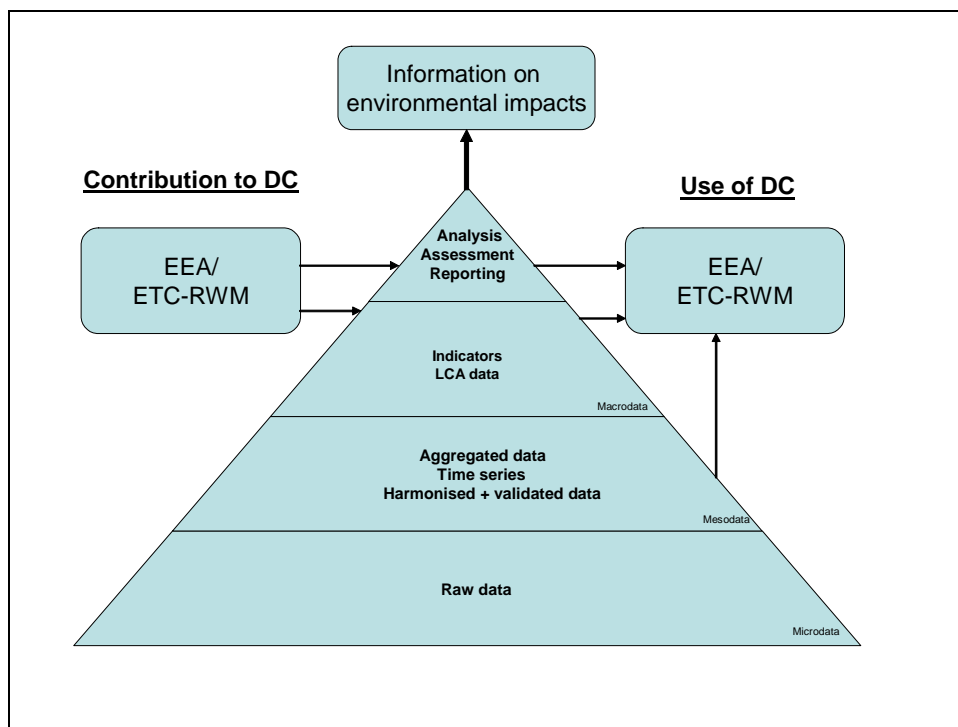 Information on
environmental impacts
Contribution to DC
Use of DC
EEA/
ETC-RWM
Analysis
Assessment
Reporting
EEA/
ETC-RWM
Indicators
LCA data
Macrodata
Aggregated data
Time series
Harmonised + validated data
Mesodata
Raw data
Microdata